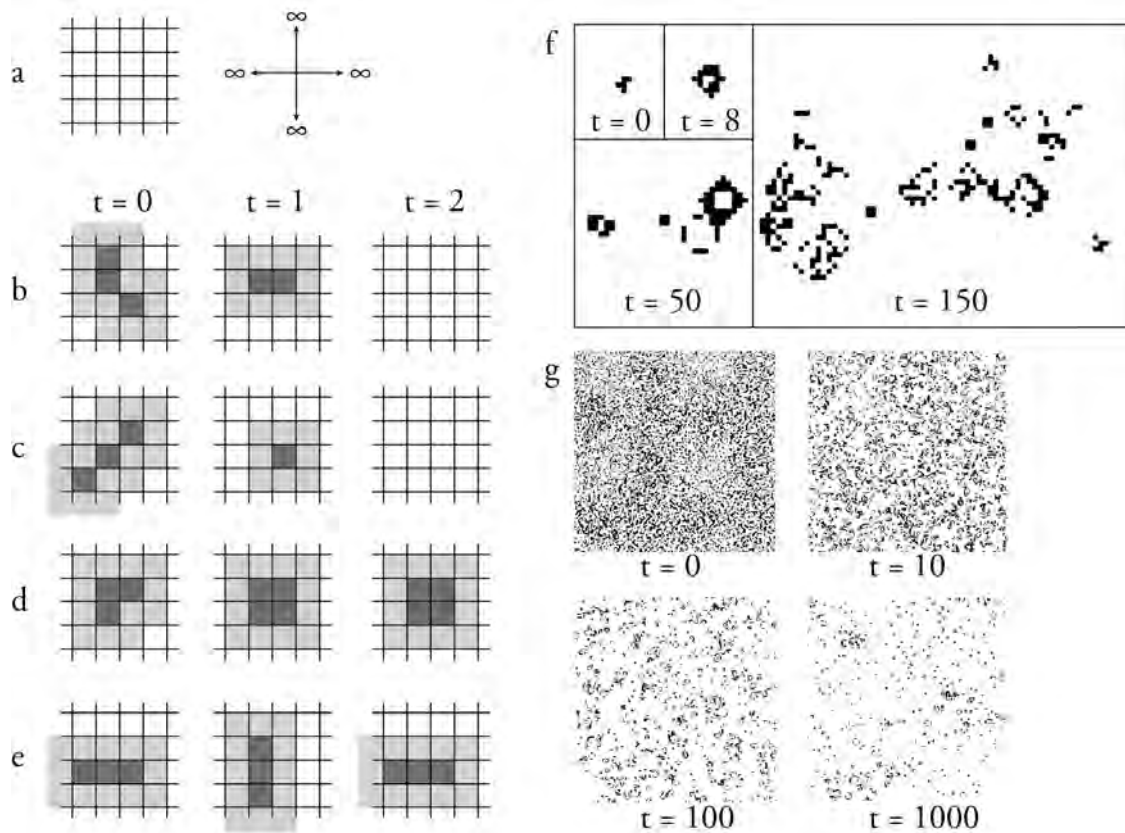 a
∞
∞ ∞
∞
t = 0 t = 1 t = 2
b
c
d
e
f
t = 0 t = 8
t = 50 t = 150
g
t = 0 t = 10
t = 100 t = 1000